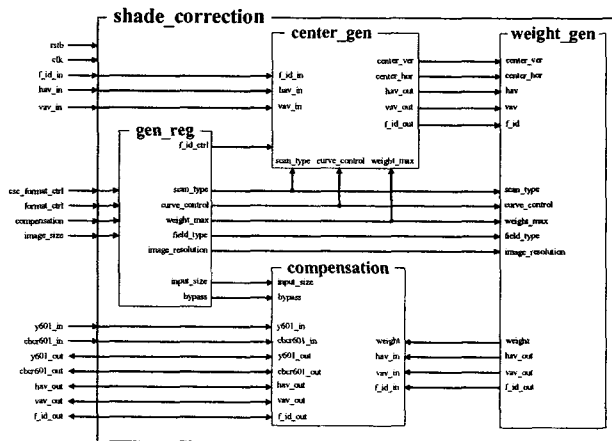 shade_correction
center_gen
weight_gen
rstb
clk
f_id_in
hav_in
vav_in
f_id_in
hav_in
vav_in
center_ver
center_hor
hav_out
vav_out
f_id_out
center_ver
center_hor
hav
vav
f_id
gen_reg
f_id_ctrl
scan_type curve_control weight_max
csc_format_ctrl
format_ctrl
compensation
image_size
scan_type
curve_control
weight_max
field_type
image_resolution
input_size
bypass
scan_type
curve_control
weight_max
field_type
image_resolution
compensation
input_size
bypass
y601_in
cbcr601_in
y601_out
cbcr601_out
hav_out
vav_out
f_id_out
y601_in
cbcr601_in
y601_out
cbcr601_out
hav_out
vav_out
f_id_out
weight
hav_in
vav_in
f_id_in
weight
hav_out
vav_out
f_id_out